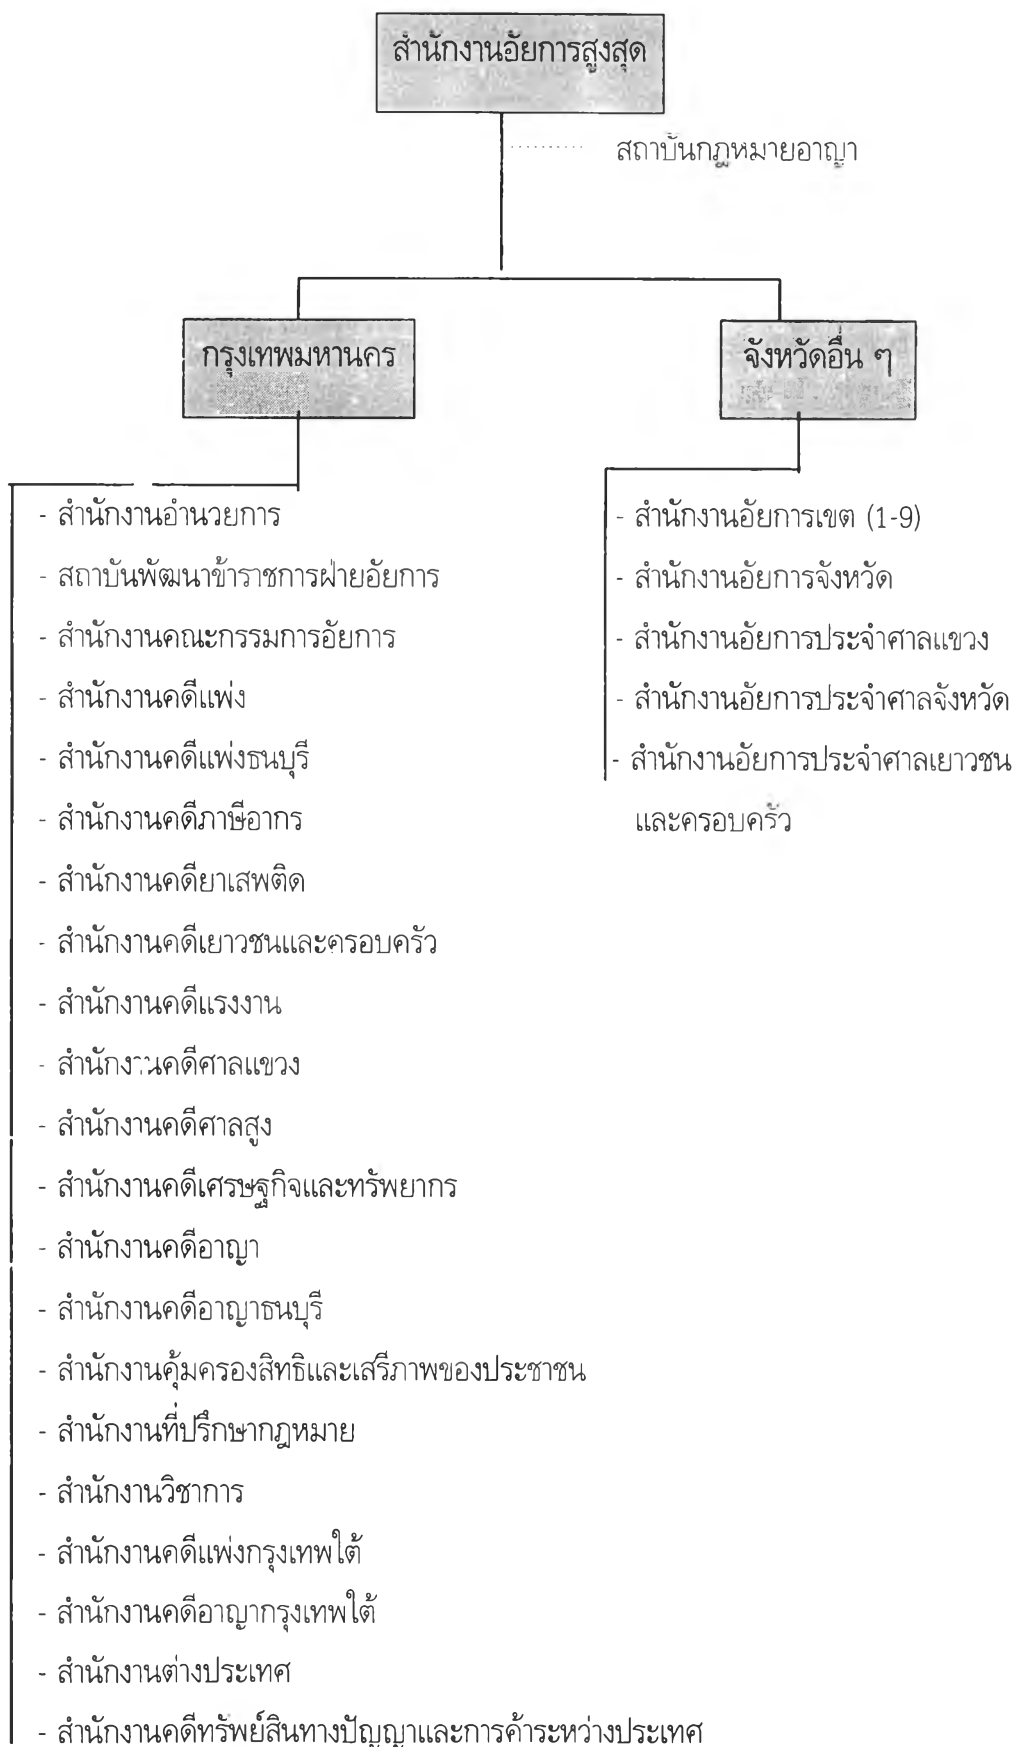 สำนักงานอัยการสูงสุด
สถาบันกฎหมายอาญา
กรุงเทพมหานคร
จังหวัดอื่น ๆ
- สำนักงานอำนวยการ
- สถาบันพัฒนาข้าราชการฝ่ายอัยการ
- สำนักงานคณะกรรมการอัยการ
- สำนักงานคดีแพ่ง
- สำนักงานคดีแพ่งธนบุรี
- สำนักงานคดีภาษีอากร
- สำนักงานคดียาเสพติด
- สำนักงานคดีเยาวชนและครอบครัว
- สำนักงานคดีแรงงาน
- สำนักงานคดีศาลแขวง
- สำนักงานคดีศาลสูง
- สำนักงานคดีเศรษฐกิจและทรัพยากร
- สำนักงานคดีอาญา
- สำนักงานคดีอาญาธนบุรี
- สำนักงานคุ้มครองสิทธิและเสรีภาพของประชาชน
- สำนักงานที่ปรึกษากฎหมาย
- สำนักงานวิชาการ
- สำนักงานคดีแพ่งกรุงเทพใต้
- สำนักงานคดีอาญากรุงเทพใต้
- สำนักงานต่างประเทศ
- สำนักงานคดีทรัพย์สินทางปัญญาและการค้าระหว่างประเทศ
- สำนักงานอัยการเขต (1-9)
- สำนักงานอัยการจังหวัด
- สำนักงานอัยการประจำศาลแขวง
- สำนักงานอัยการประจำศาลจังหวัด
- สำนักงานอัยการประจำศาลเยาวชน
และครอบครัว